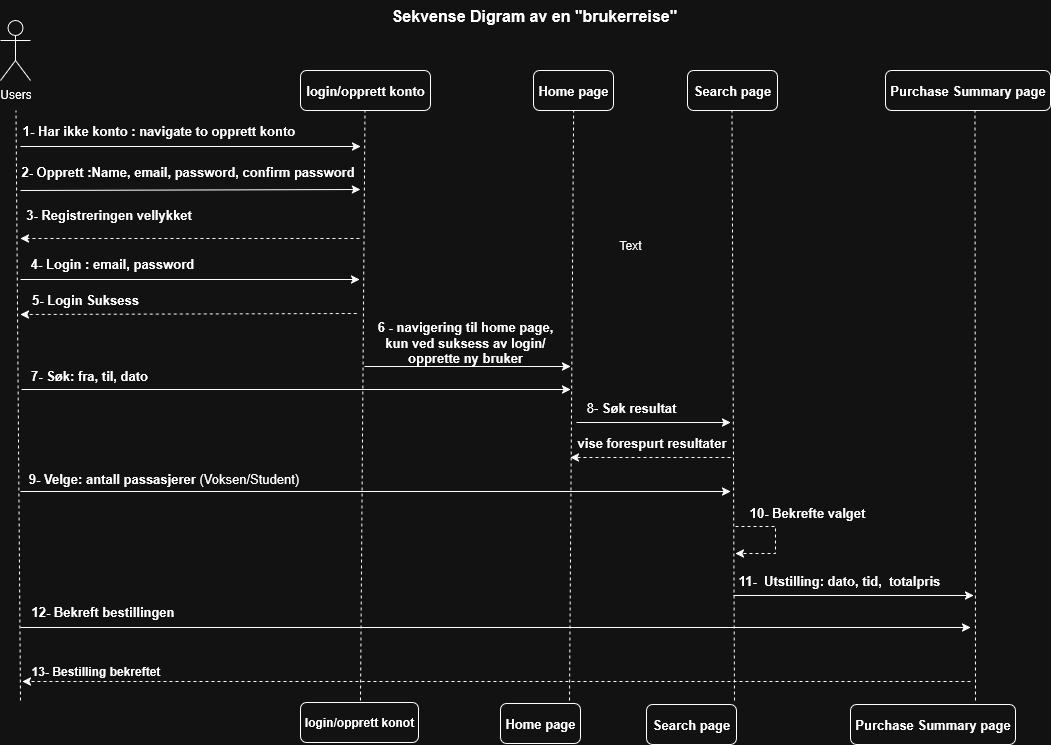 Sekvense Digram av en "brukerreise"
Users
login/opprett konto
Home page
Search page
Purchase Summary page
1- Har ikke konto : navigate to opprett konto
2- Opprett :Name, email, password, confirm password
3- Registreringen vellykket
Text
4- Login : email, password
5- Login Suksess
6 - navigering til home page,
kun ved suksess av login/
opprette ny bruker
7- Søk: fra, til, dato
8- Søk resultat
vise forespurt resultater
9- Velge: antall passasjerer (Voksen/Student)
10- Bekrefte valget
11- Utstilling: dato, tid, totalpris
12- Bekreft bestillingen
13- Bestilling bekreftet
login/opprett konot
Home page
Search page
Purchase Summary page